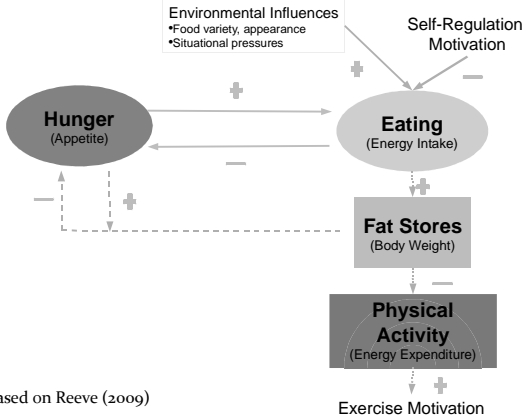 Environmental Influences
•Food variety, appearance
•Situational pressures
Self-Regulation
Motivation
+
+
−
Hunger
(Appetite)
Eating
(Energy Intake)
−
−
+
+
Fat Stores
(Body Weight)
−
Physical
Activity
(Energy Expenditure)
+
ased on Reeve (2009)
Exercise Motivation